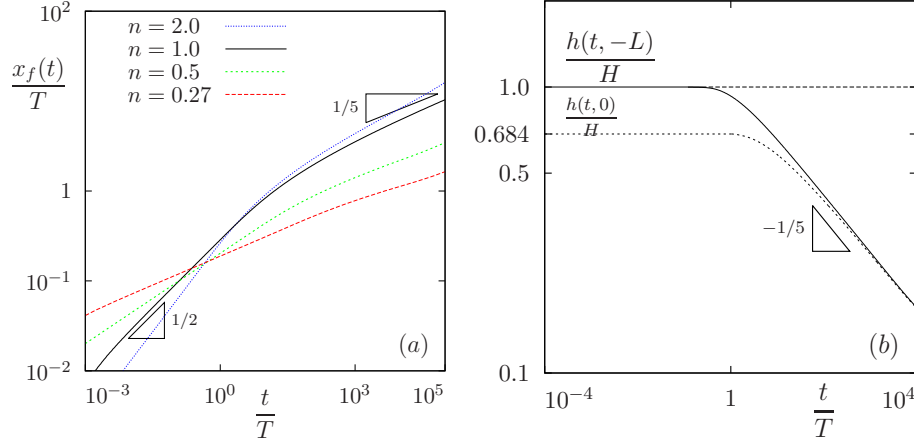 10^2
x_f(t)
T
1
10^{-1}
10^{-2}
n = 2.0
n = 1.0
n = 0.5
n = 0.27
1/5
1/2
(a)
10^{-3}
10^0
10^3
10^5
t
T
h(t, −L)
H
1.0
h(t,0)
H
0.684
0.5
0.1
−1/5
(b)
10^{-4}
1
10^4
t
T